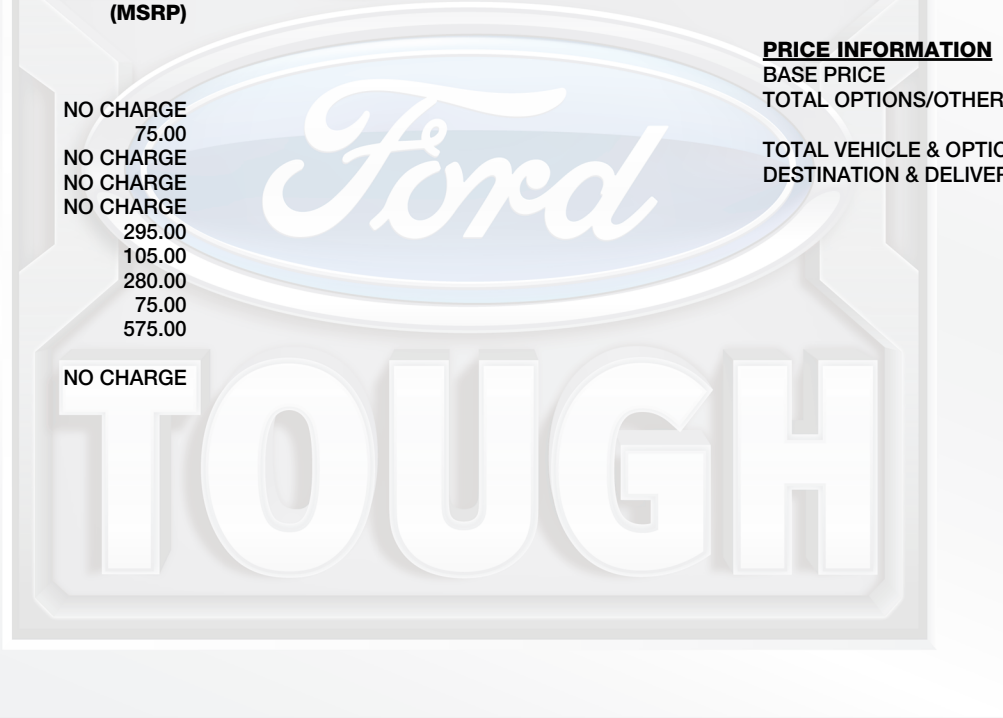 (MSRP)
NO CHARGE
75.00
NO CHARGE
NO CHARGE
NO CHARGE
295.00
105.00
280.00
75.00
575.00
NO CHARGE
PRICE INFORMATION
BASE PRICE
TOTAL OPTIONS/OTHER
TOTAL VEHICLE & OPTIO
DESTINATION & DELIVER
Ford
TOUGH